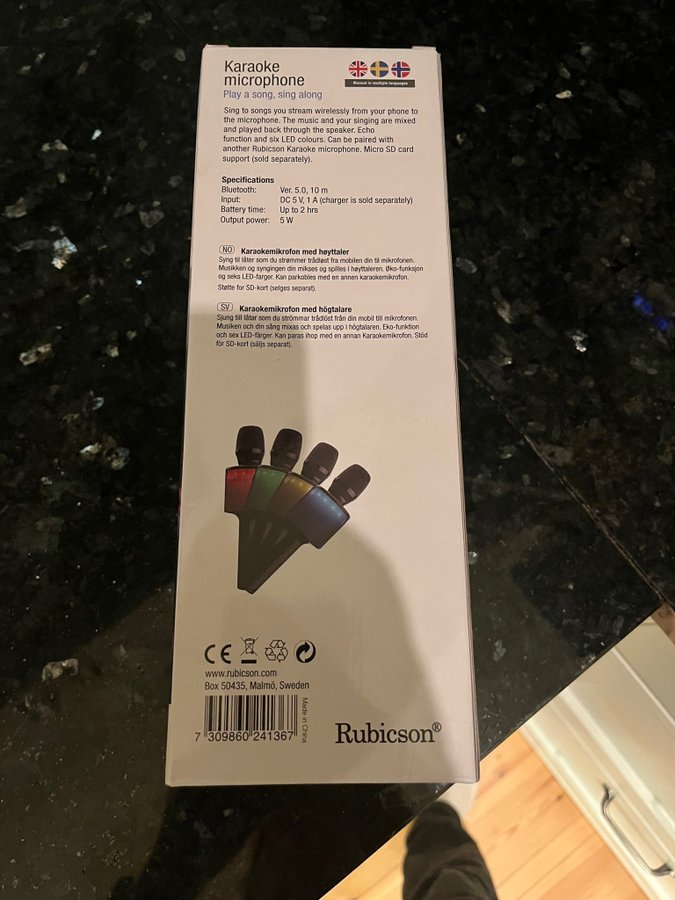 Karaoke
microphone
Play a song, sing along
Manual in multiple languages
Sing to songs you stream wirelessly from your phone to
the microphone. The music and your singing are mixed
and played back through the speaker. Echo
function and six LED colours. Can be paired with
another Rubicson Karaoke microphone. Micro SD card
support (sold separately).
Specifications
Bluetooth: Ver. 5.0, 10 m
Input: DC 5 V, 1 A (charger is sold separately)
Battery time: Up to 2 hrs
Output power: 5 W
NO Karaokemikrofon med høyttaler
Syng til låter som du strømmer trådløst fra mobilen din til mikrofonen.
Musikken og syngingen din mikses og spilles i høyttaleren. Øko-funksjon
og seks LED-farger. Kan parkobles med en annen karaokemikrofon.
Støtte for SD-kort (selges separat).
SV Karaokemikrofon med högtalare
Sjung till låtar som du strömmar trådlöst från din mobil till mikrofonen.
Musiken och din sång mixas och spelas upp i högtalaren. Eko-funktion
och sex LED-färger. Kan paras ihop med en annan Karaokemikrofon. Stöd
för SD-kort (säljs separat).
CE
www.rubicson.com
Box 50435, Malmö, Sweden
Made in China
7 309860 241367
Rubicson®